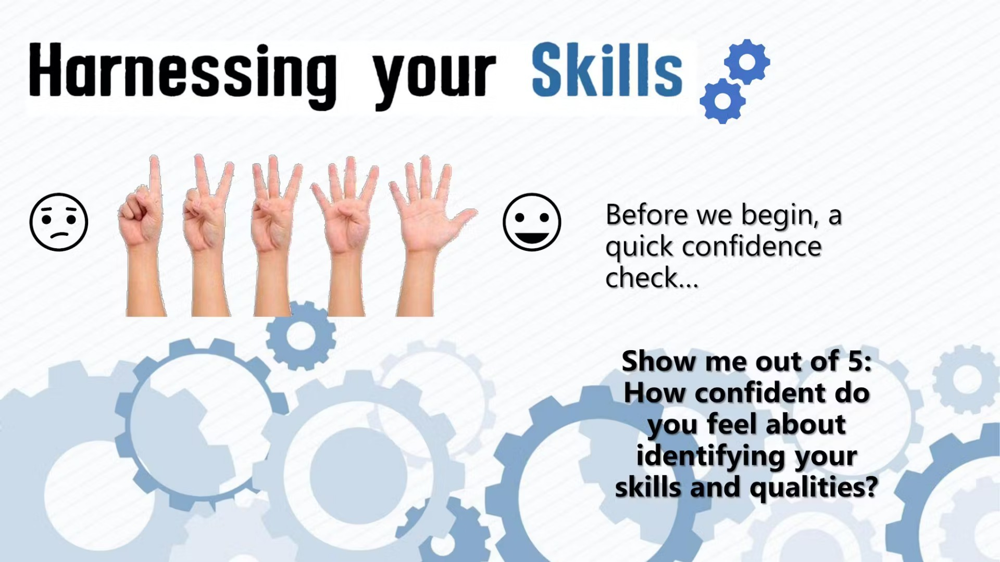 Harnessing your Skills
Before we begin, a
quick confidence
check...
Show me out of 5:
How confident do
you feel about
identifying your
skills and qualities?